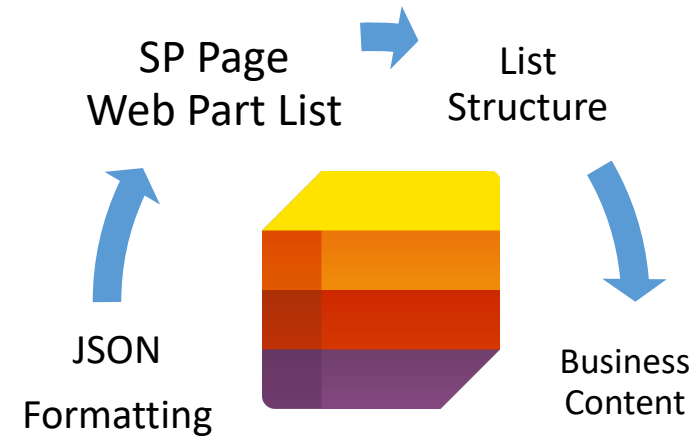 SP Page
Web Part List
List
Structure
Business
Content
JSON
Formatting